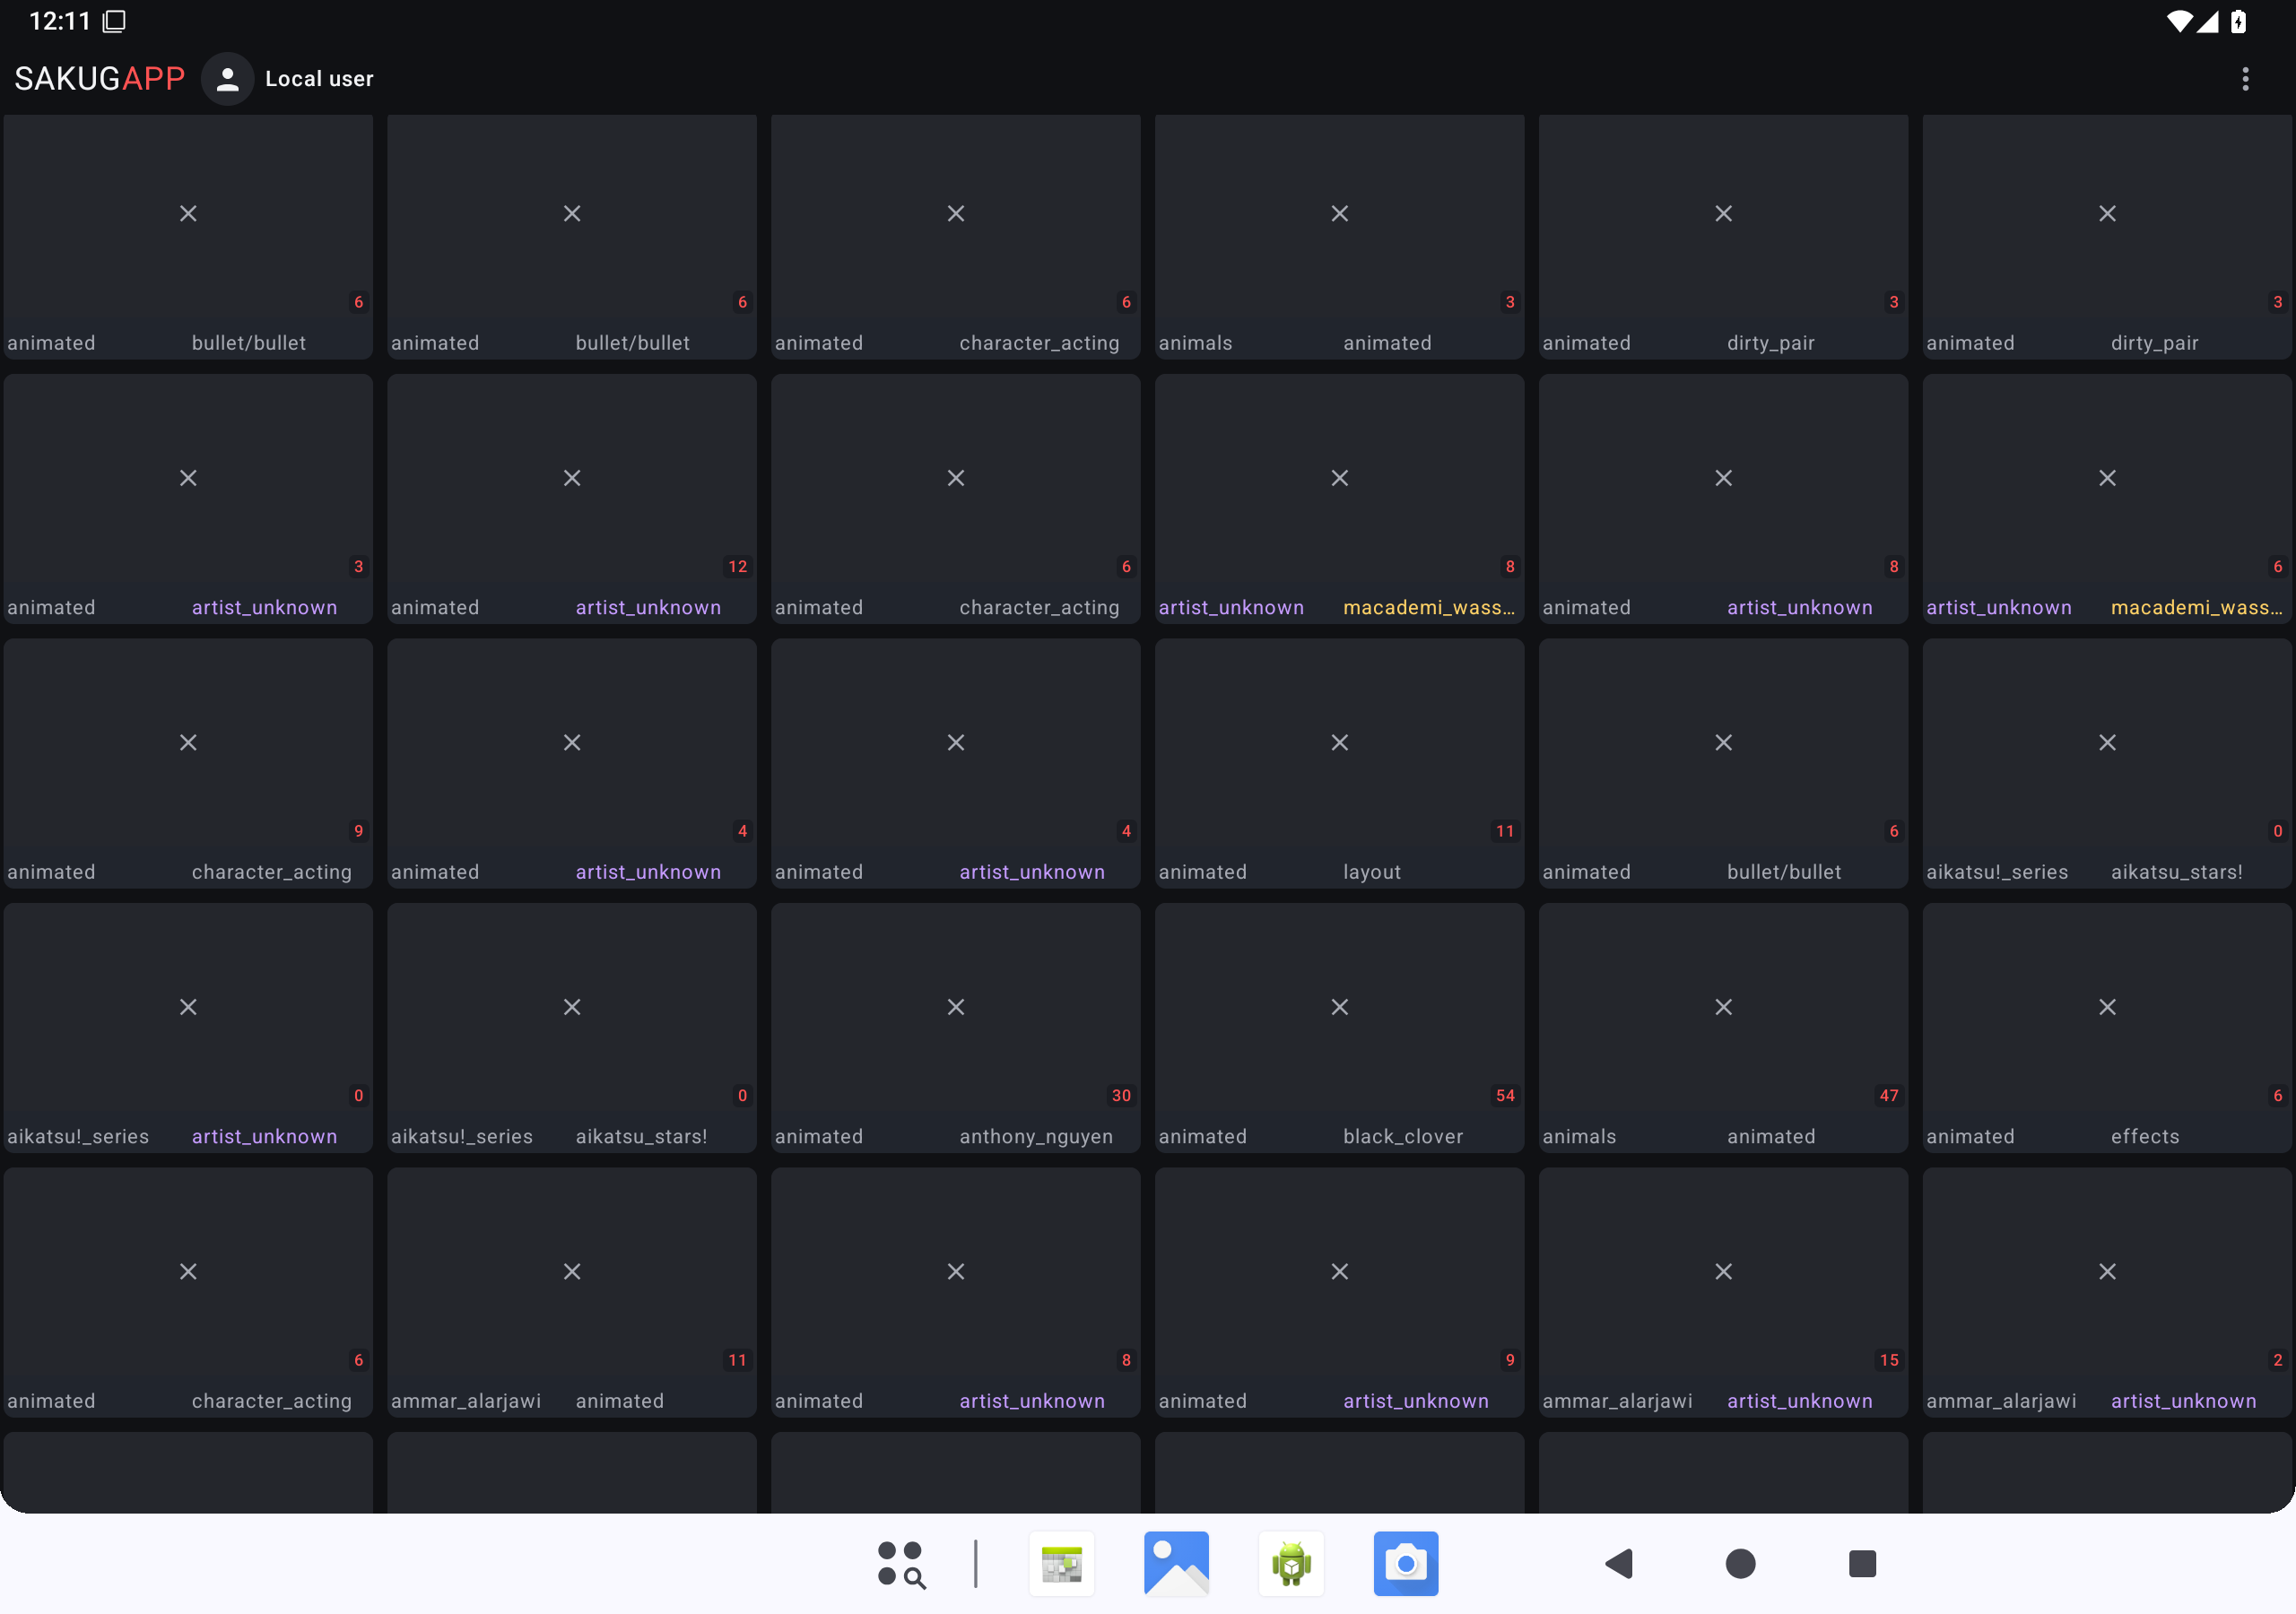 12:11
SAKUGAPP Local user
6 6 6 3 3 3
animated bullet/bullet animated bullet/bullet animated character_acting animals animated animated dirty_pair animated dirty_pair
3 12 6 8 8 6
animated artist_unknown animated artist_unknown animated character_acting artist_unknown macademi_wass… animated artist_unknown artist_unknown macademi_wass…
9 4 4 11 6 0
animated character_acting animated artist_unknown animated artist_unknown animated layout animated bullet/bullet aikatsu!_series aikatsu_stars!
0 0 30 54 47 6
aikatsu!_series artist_unknown aikatsu!_series aikatsu_stars! animated anthony_nguyen animated black_clover animals animated animated effects
6 11 8 9 15 2
animated character_acting ammar_alarjawi animated animated artist_unknown animated artist_unknown ammar_alarjawi artist_unknown ammar_alarjawi artist_unknown